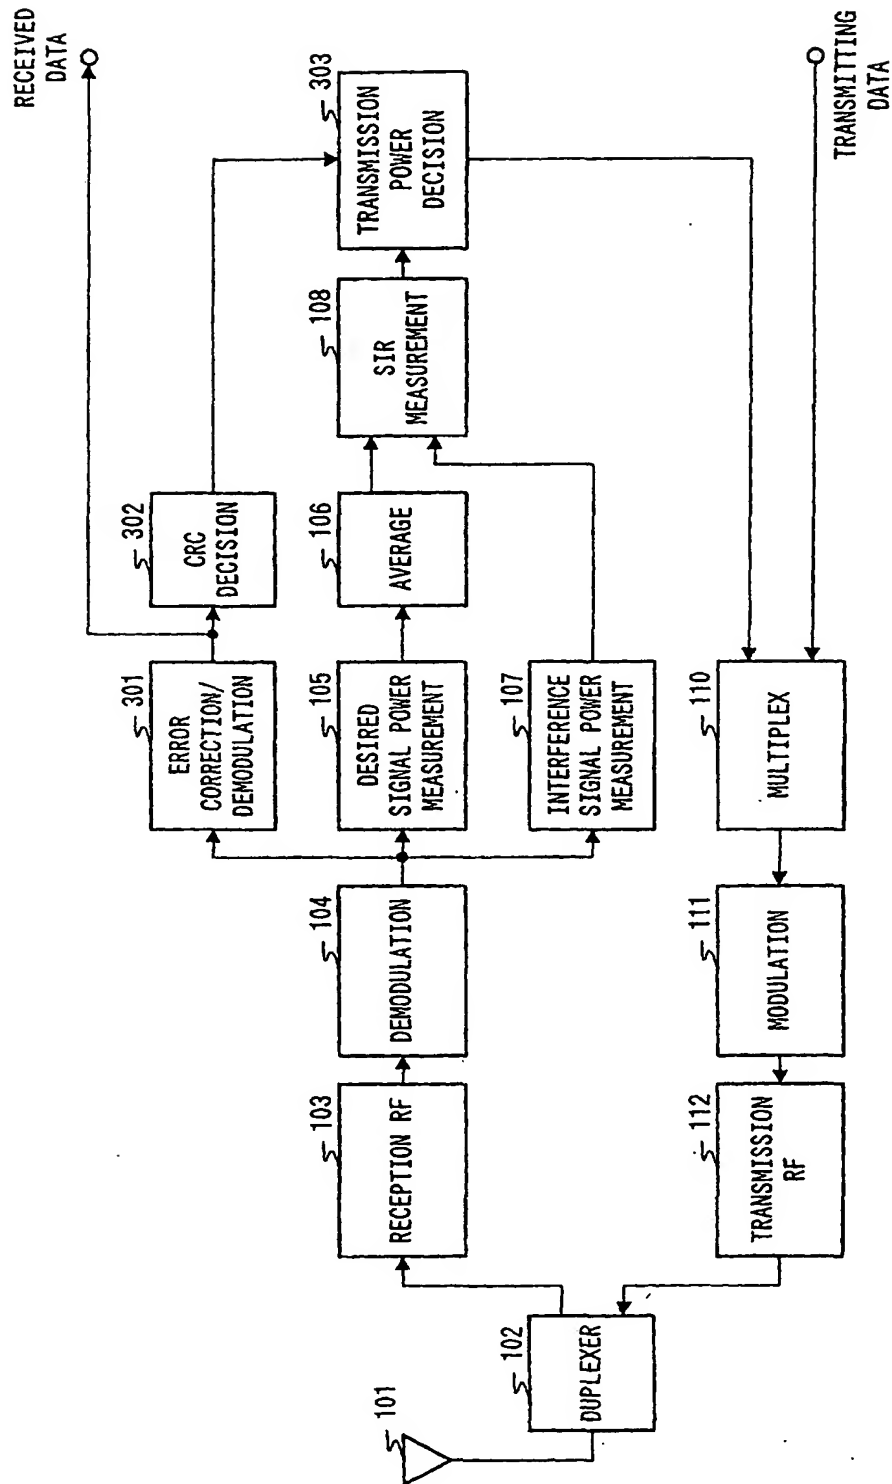 RECEIVED
DATA
303
TRANSMISSION
POWER
DECISION
TRANSMITTING
DATA
108
SIR
MEASUREMENT
302
CRC
DECISION
106
AVERAGE
301
ERROR
CORRECTION/
DEMODULATION
105
DESIRED
SIGNAL POWER
MEASUREMENT
107
INTERFERENCE
SIGNAL POWER
MEASUREMENT
110
MULTIPLEX
104
DEMODULATION
111
MODULATION
103
RECEPTION RF
112
TRANSMISSION
RF
102
DUPLEXER
101